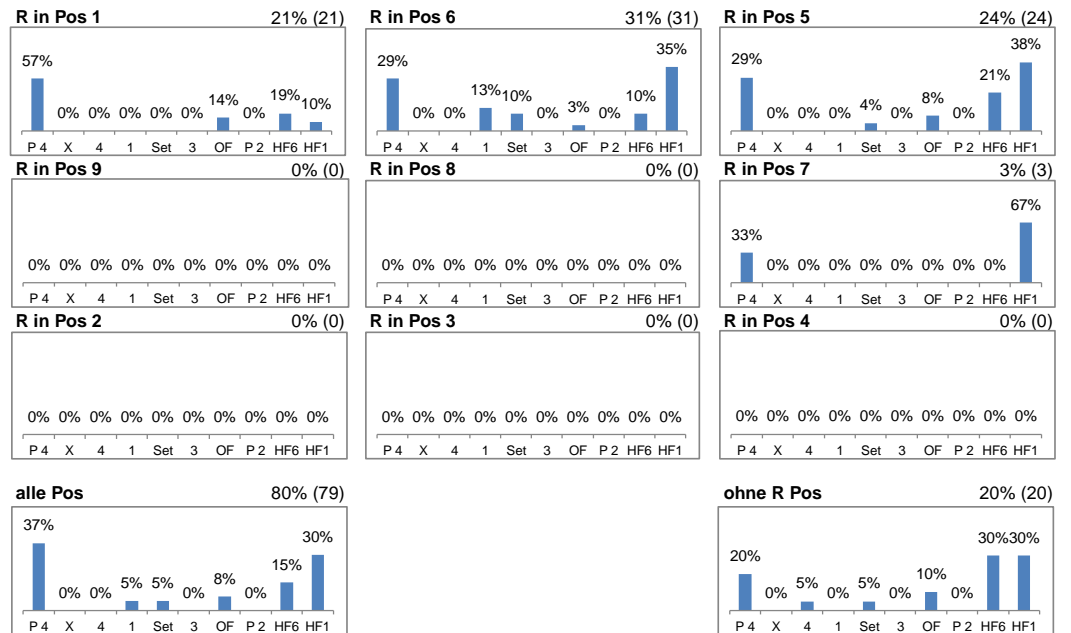 R in Pos 1 21% (21)
57% 0% 0% 0% 0% 0% 14% 0% 19% 10%
P 4 X 4 1 Set 3 OF P 2 HF6 HF1
R in Pos 6 31% (31)
29% 0% 0% 13% 10% 0% 3% 0% 10% 35%
P 4 X 4 1 Set 3 OF P 2 HF6 HF1
R in Pos 5 24% (24)
29% 0% 0% 0% 4% 0% 8% 0% 21% 38%
P 4 X 4 1 Set 3 OF P 2 HF6 HF1
R in Pos 9 0% (0)
0% 0% 0% 0% 0% 0% 0% 0% 0% 0%
P 4 X 4 1 Set 3 OF P 2 HF6 HF1
R in Pos 8 0% (0)
0% 0% 0% 0% 0% 0% 0% 0% 0% 0%
P 4 X 4 1 Set 3 OF P 2 HF6 HF1
R in Pos 7 3% (3)
33% 0% 0% 0% 0% 0% 0% 0% 0% 67%
P 4 X 4 1 Set 3 OF P 2 HF6 HF1
R in Pos 2 0% (0)
0% 0% 0% 0% 0% 0% 0% 0% 0% 0%
P 4 X 4 1 Set 3 OF P 2 HF6 HF1
R in Pos 3 0% (0)
0% 0% 0% 0% 0% 0% 0% 0% 0% 0%
P 4 X 4 1 Set 3 OF P 2 HF6 HF1
R in Pos 4 0% (0)
0% 0% 0% 0% 0% 0% 0% 0% 0% 0%
P 4 X 4 1 Set 3 OF P 2 HF6 HF1
alle Pos 80% (79)
37% 0% 0% 5% 5% 0% 8% 0% 15% 30%
P 4 X 4 1 Set 3 OF P 2 HF6 HF1
ohne R Pos 20% (20)
20% 0% 5% 0% 5% 0% 10% 0% 30% 30%
P 4 X 4 1 Set 3 OF P 2 HF6 HF1